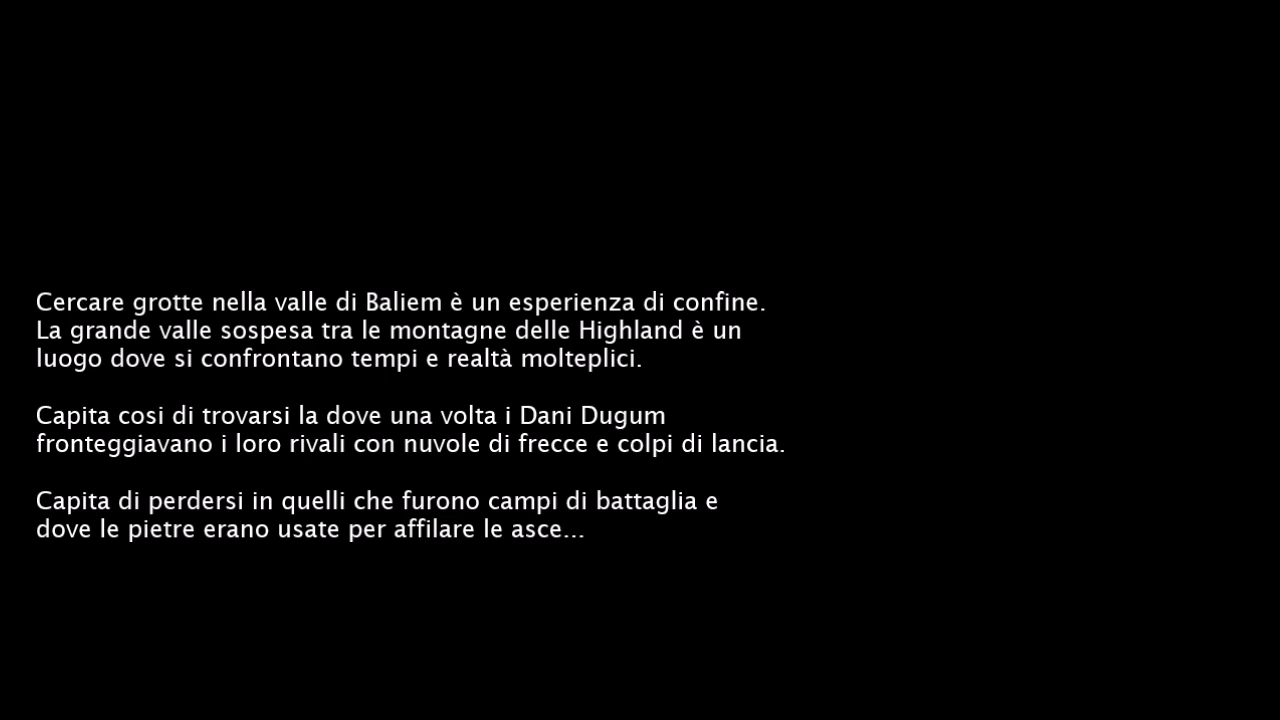 Cercare grotte nella valle di Baliem è un esperienza di confine.
La grande valle sospesa tra le montagne delle Highland è un
luogo dove si confrontano tempi e realtà molteplici.
Capita cosi di trovarsi la dove una volta i Dani Dugum
fronteggiavano i loro rivali con nuvole di frecce e colpi di lancia.
Capita di perdersi in quelli che furono campi di battaglia e
dove le pietre erano usate per affilare le asce...